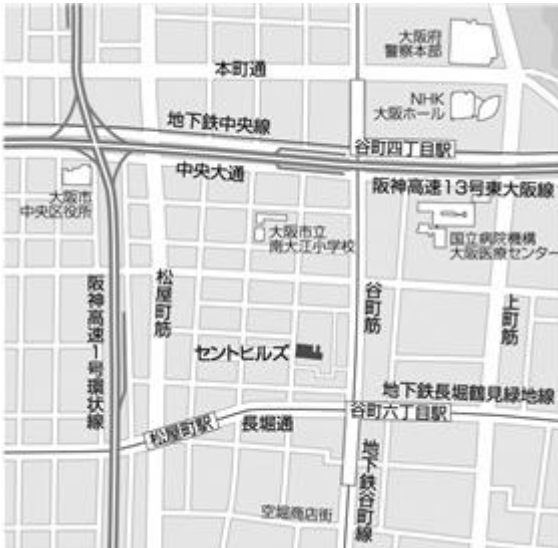 大阪府
警察本部
本町通
NHK
大阪ホール
地下鉄中央線
谷町四丁目駅
中央大通
阪神高速13号東大阪線
大阪市
中央区役所
大阪市立
南大江小学校
国立病院機構
大阪医療センター
阪神高速1号環状線
松屋町筋
谷町筋
上町筋
セントヒルズ
地下鉄長堀鶴見緑地線
谷町六丁目駅
松屋町駅
長堀通
地下鉄谷町線
空堀商店街